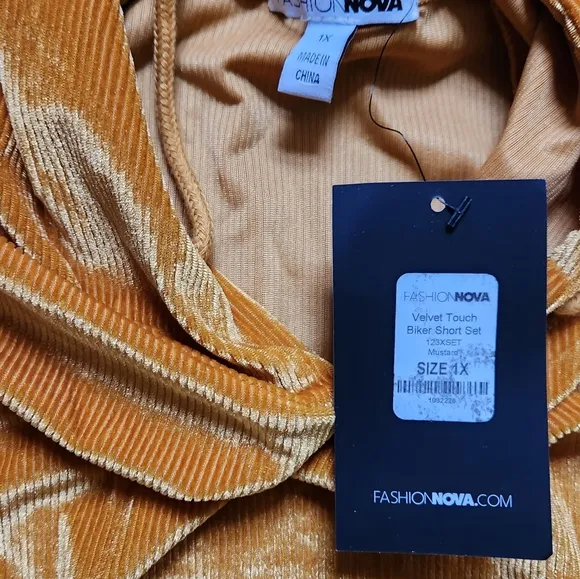 FASHIONNOVA
1X
MADE IN
CHINA
FASHIONNOVA
Velvet Touch
Biker Short Set
123XSET
Mustard
SIZE 1X
FASHIONNOVA.COM